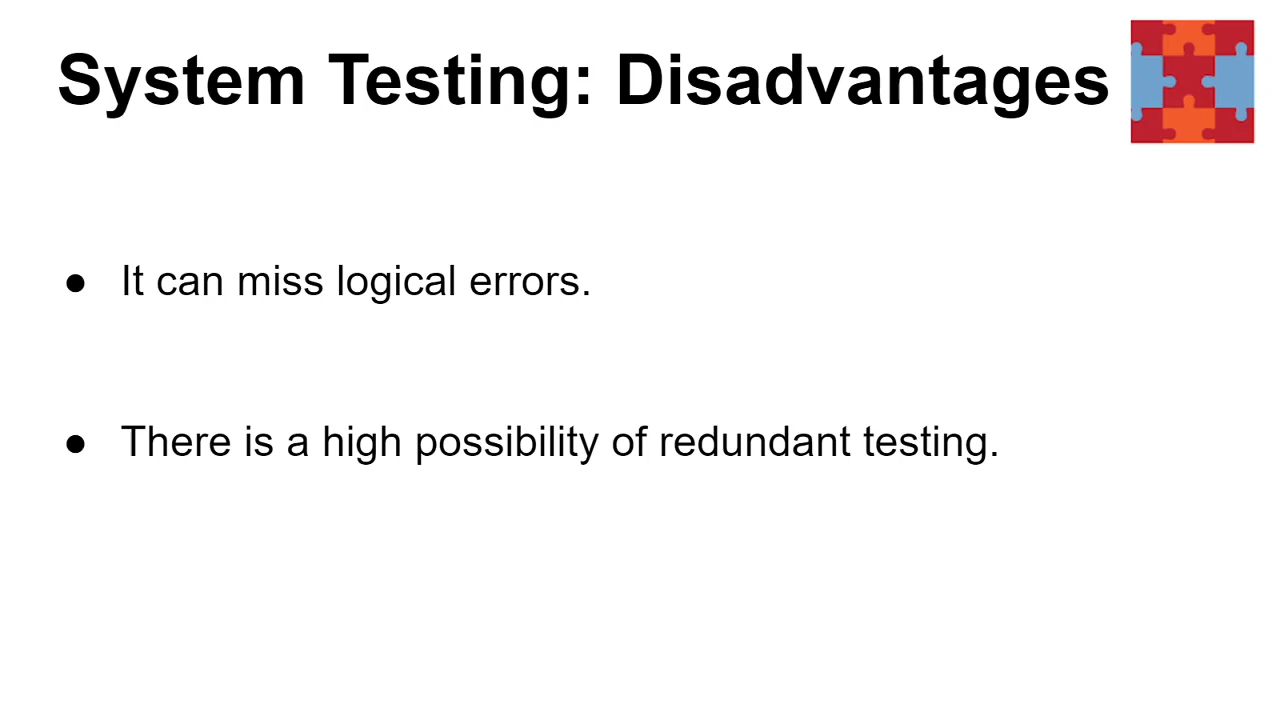 System Testing: Disadvantages
● It can miss logical errors.
● There is a high possibility of redundant testing.